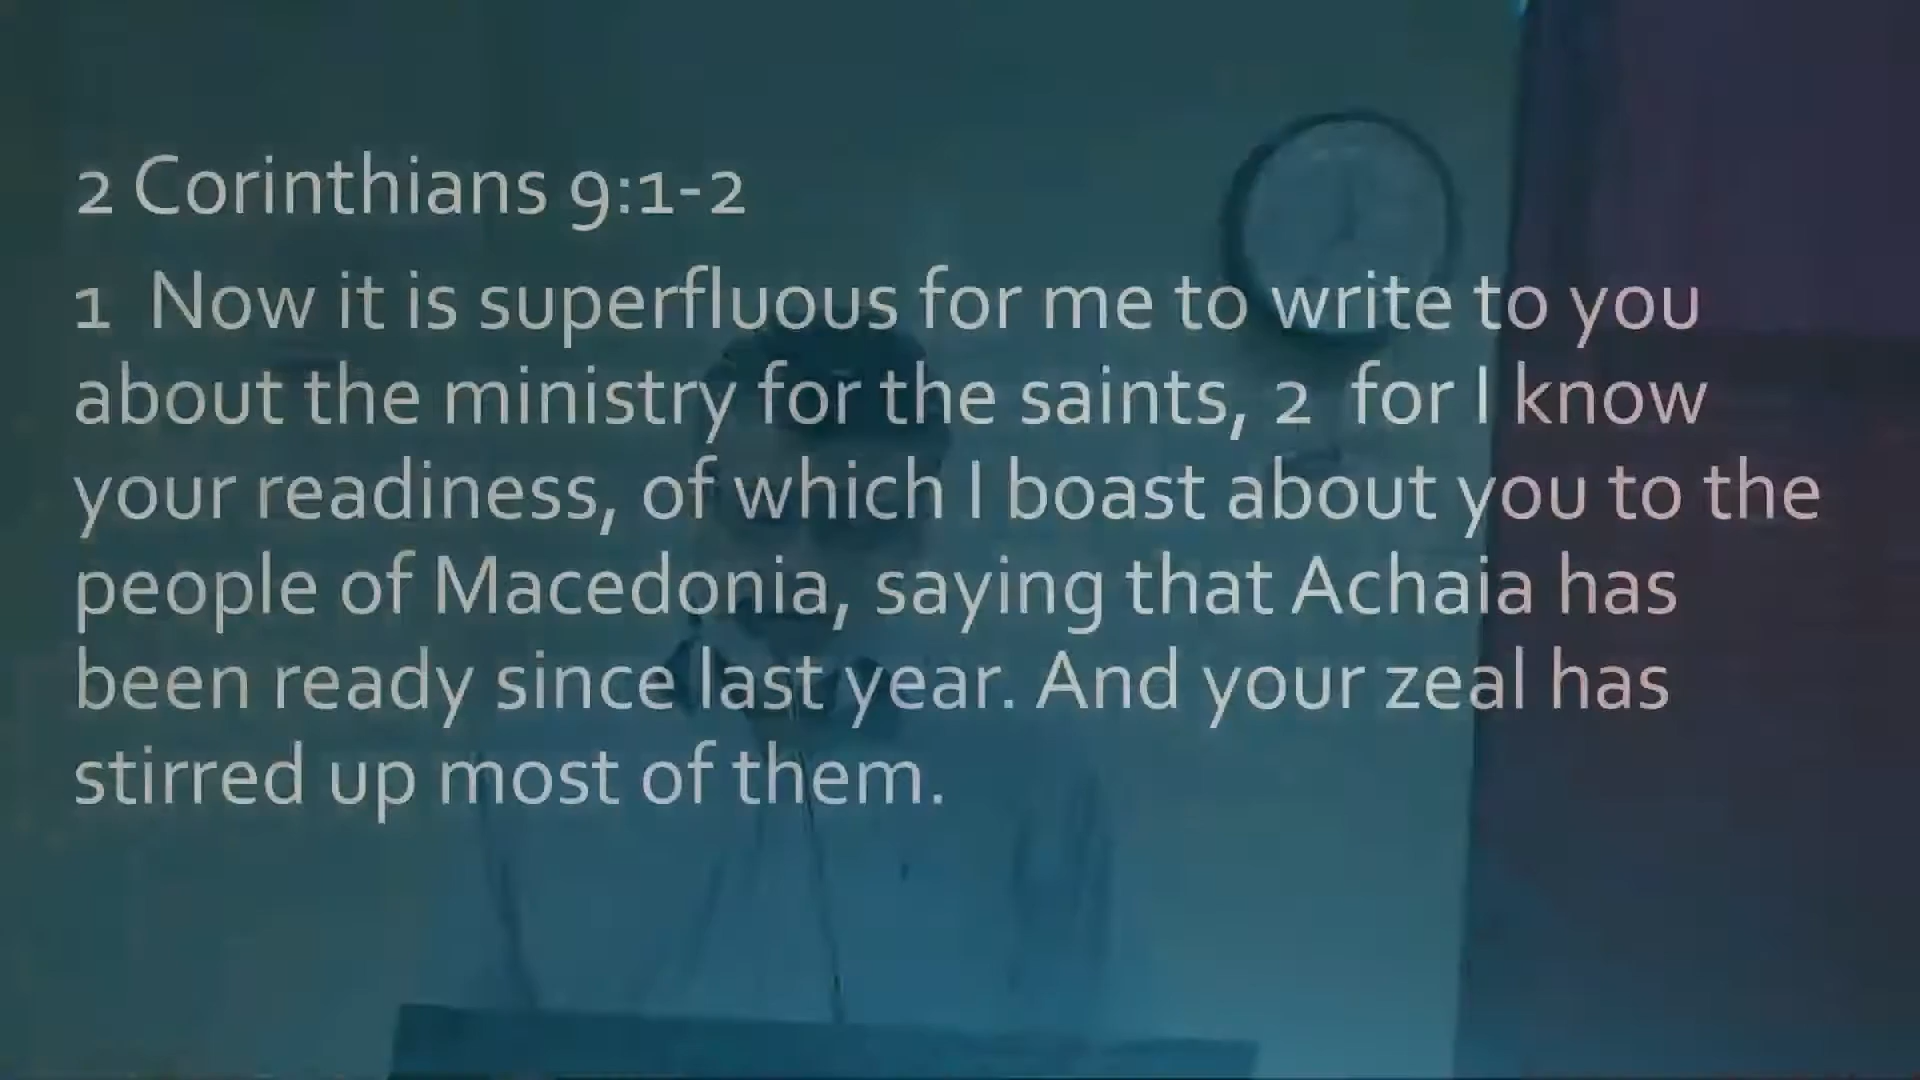 2 Corinthians 9:1-2
1 Now it is superfluous for me to write to you
about the ministry for the saints, 2 for I know
your readiness, of which I boast about you to the
people of Macedonia, saying that Achaia has
been ready since last year. And your zeal has
stirred up most of them.